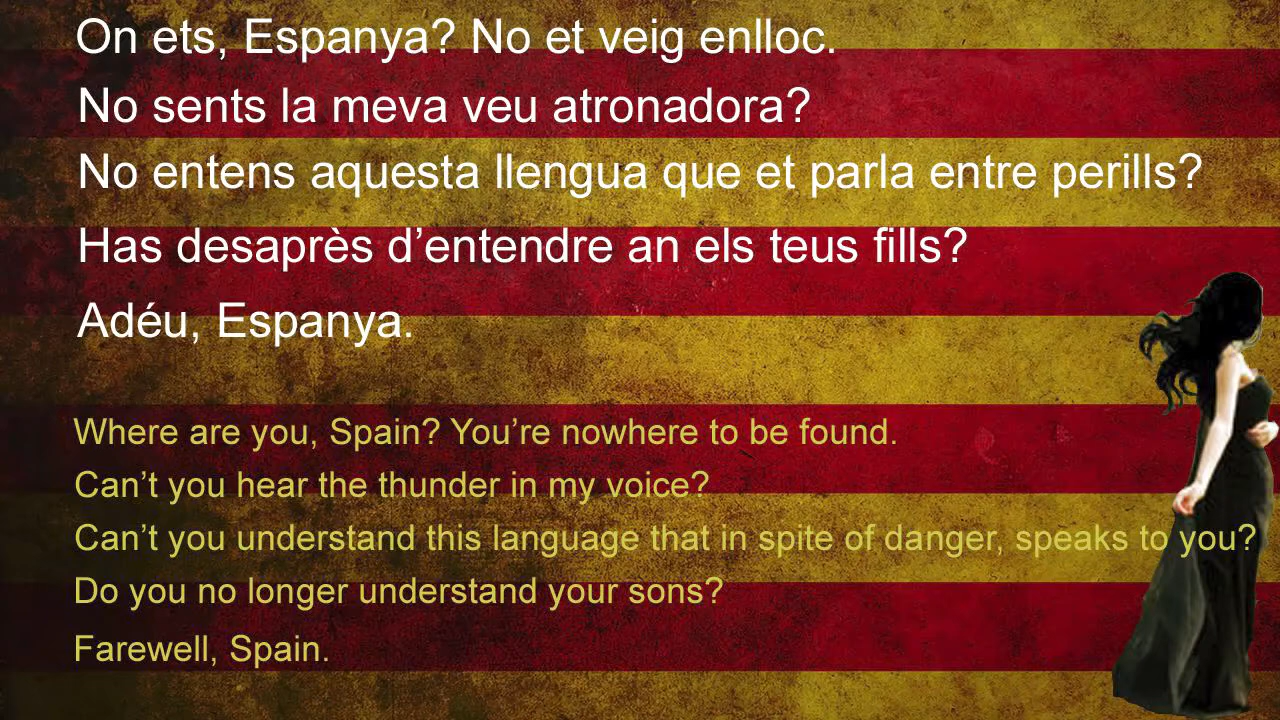 On ets, Espanya? No et veig enlloc.
No sents la meva veu atronadora?
No entens aquesta llengua que et parla entre perills?
Has desaprès d’entendre an els teus fills?
Adéu, Espanya.
Where are you, Spain? You’re nowhere to be found.
Can’t you hear the thunder in my voice?
Can’t you understand this language that in spite of danger, speaks to you?
Do you no longer understand your sons?
Farewell, Spain.